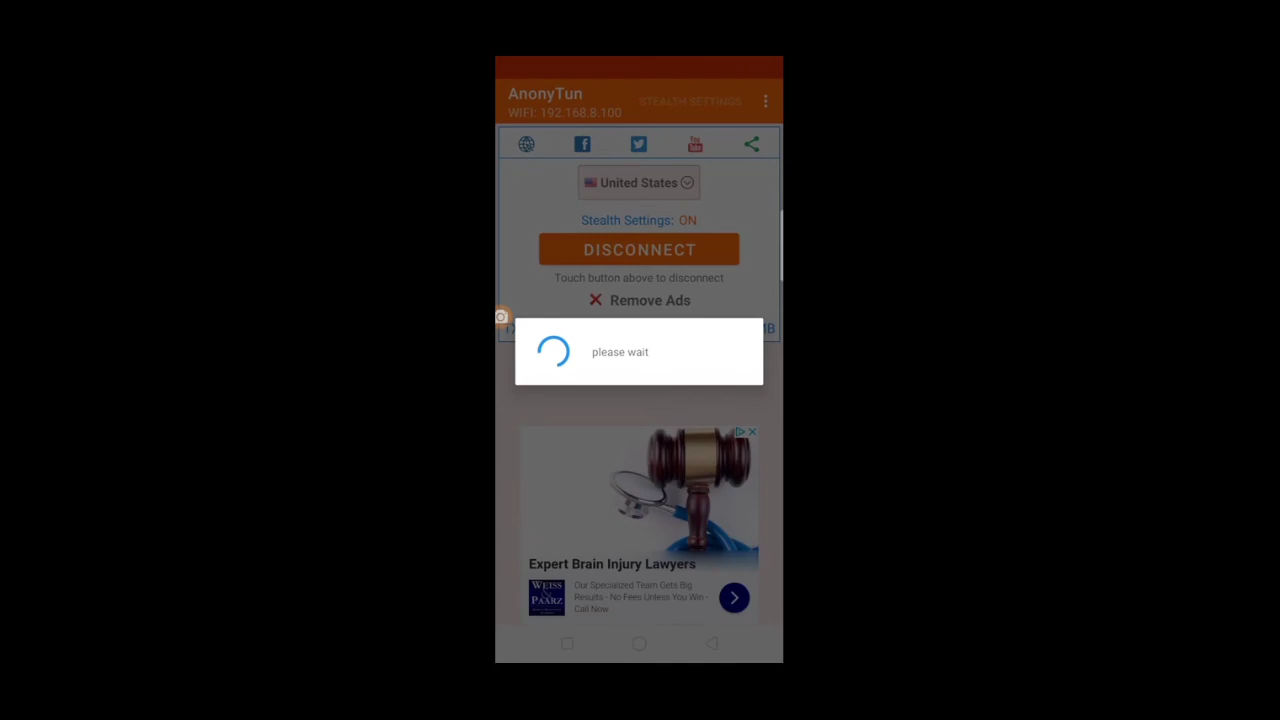 AnonyTun
STEALTH SETTINGS
WIFI: 192.168.8.100
You
Tube
United States
Stealth Settings: ON
DISCONNECT
Touch button above to disconnect
Remove Ads
please wait
Expert Brain Injury Lawyers
WEISS
&
PAARZ
Our Specialized Team Gets Big
Results - No Fees Unless You Win -
Call Now